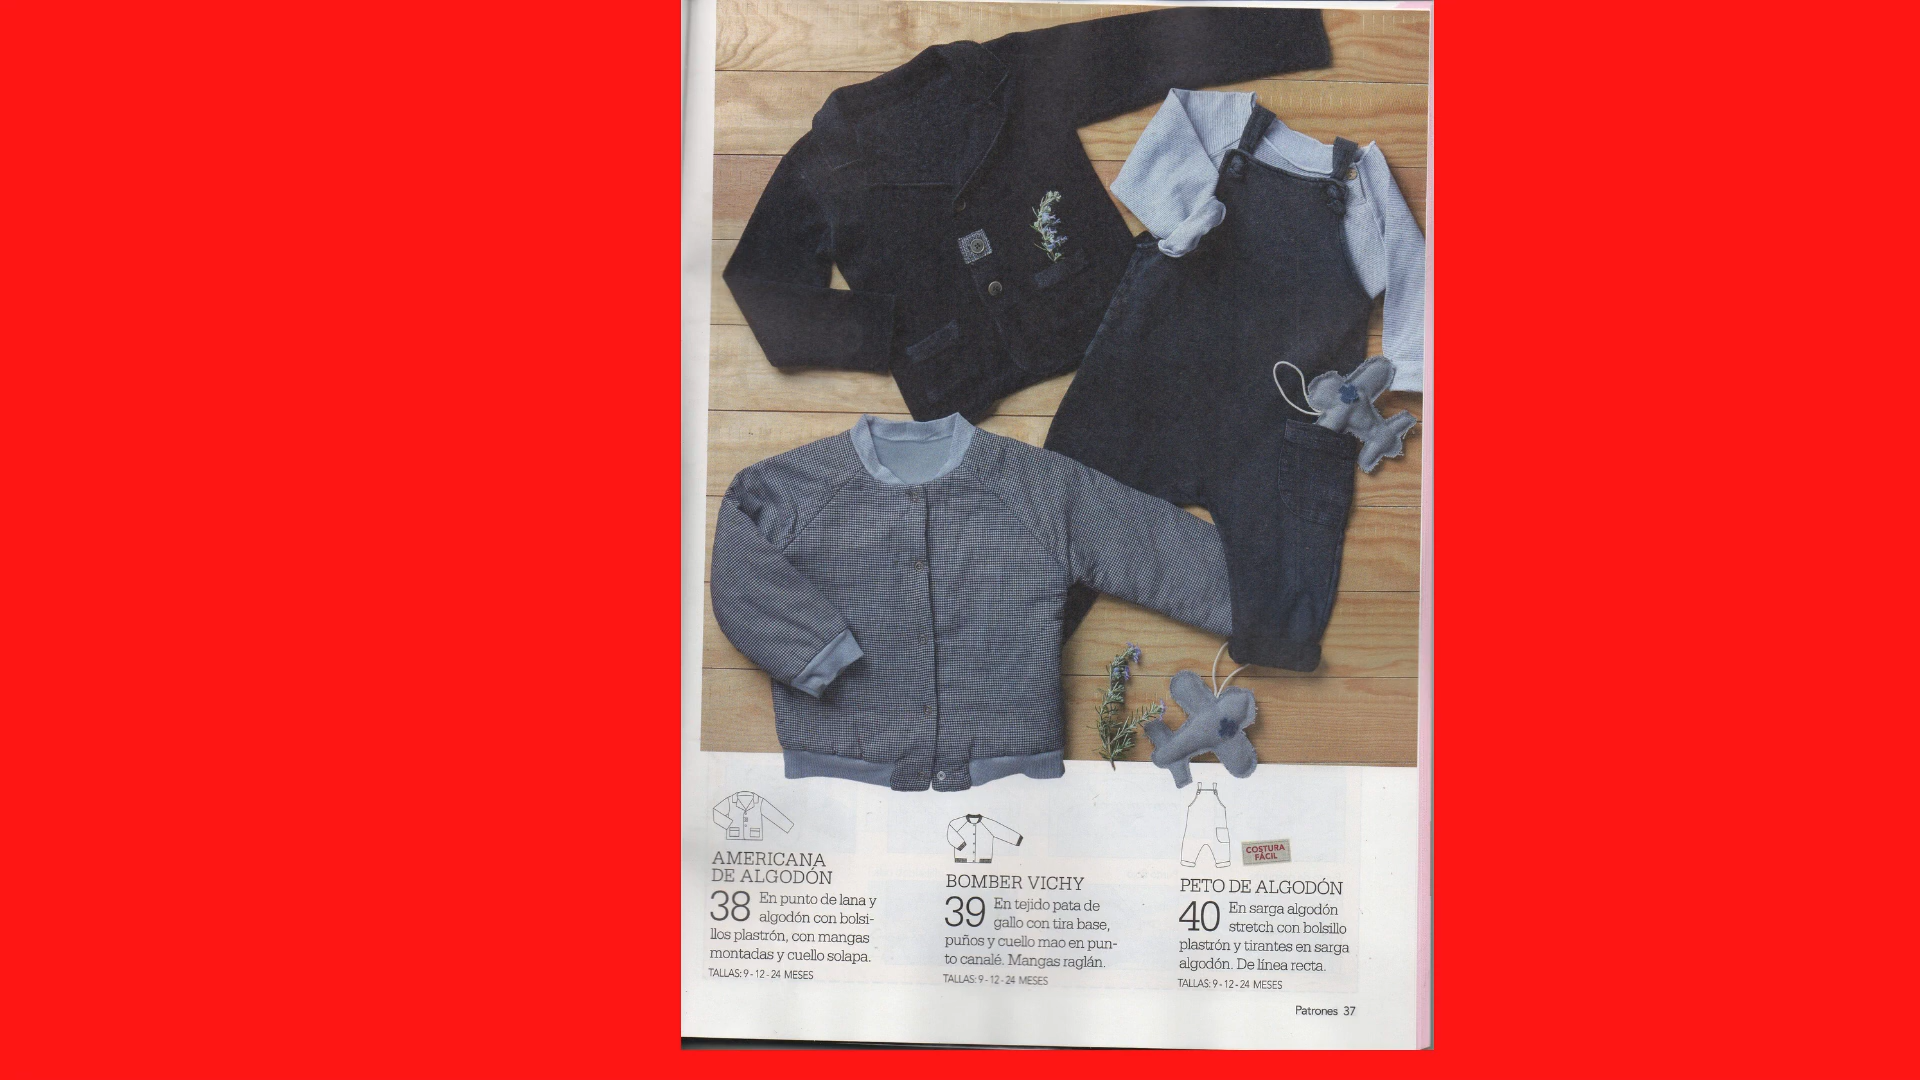 AMERICANA
DE ALGODÓN
38 En punto de lana y
algodón con bolsi-
llos plastrón, con mangas
montadas y cuello solapa.
TALLAS: 9 - 12 - 24 MESES
BOMBER VICHY
39 En tejido pata de
gallo con tira base,
puños y cuello mao en pun-
to canalé. Mangas raglán.
TALLAS: 9 - 12 - 24 MESES
COSTURA
FÁCIL
PETO DE ALGODÓN
40 En sarga algodón
stretch con bolsillo
plastrón y tirantes en sarga
algodón. De línea recta.
TALLAS: 9 - 12 - 24 MESES
Patrones 37